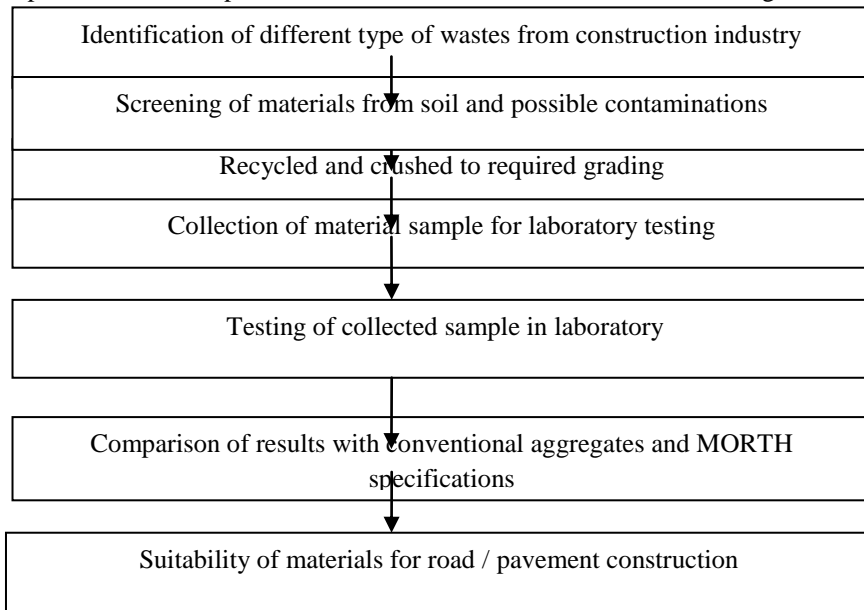 Identification of different type of wastes from construction industry
Screening of materials from soil and possible contaminations
Recycled and crushed to required grading
Collection of material sample for laboratory testing
Testing of collected sample in laboratory
Comparison of results with conventional aggregates and MORTH
specifications
Suitability of materials for road / pavement construction